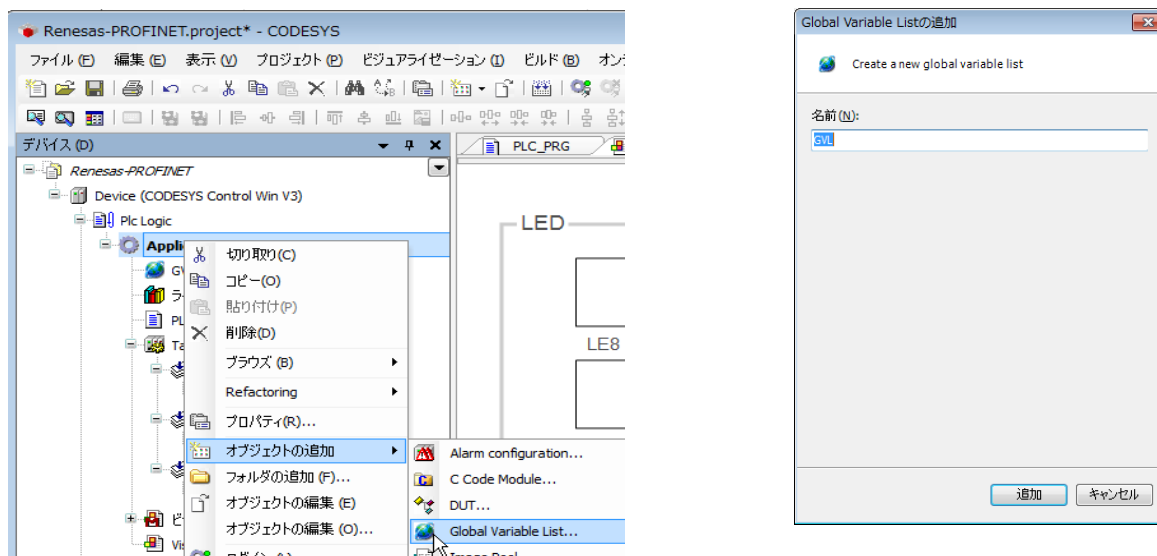 Renesas-PROFINET.project* - CODESYS
ファイル(F) 編集(E) 表示(V) プロジェクト(P) ビジュアライゼーション(I) ビルド(B)
デバイス(D)
PLC_PRG
Renesas-PROFINET
Device (CODESYS Control Win V3)
Plc Logic
LED
切り取り(C)
コピー(O)
貼り付け(P)
削除(D)
LE8
ブラウズ (B)
Refactoring
プロパティ(R)...
オブジェクトの追加
Alarm configuration...
フォルダの追加 (F)...
C Code Module...
オブジェクトの編集 (E)
DUT...
オブジェクトの編集 (O)...
Global Variable List...
Global Variable Listの追加
Create a new global variable list
名前(N):
GVL
追加 キャンセル